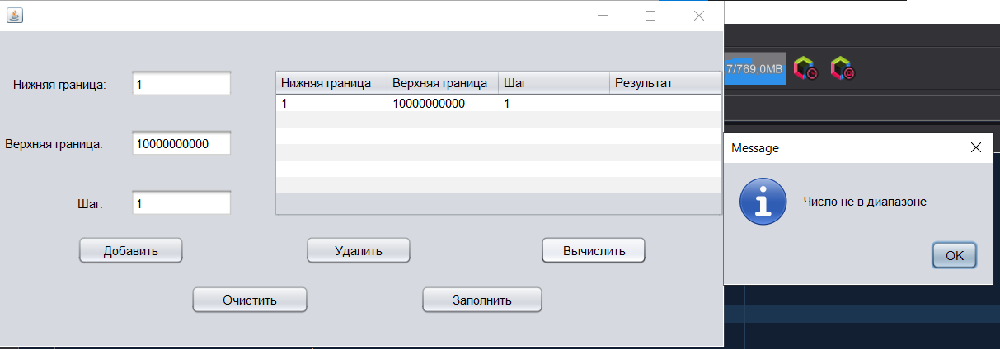 ,7/769,0MB
Нижняя граница: 1
Верхняя граница: 10000000000
Шаг: 1
Нижняя граница Верхняя граница Шаг Результат
1 10000000000 1
Добавить Удалить Вычислить
Очистить Заполнить
Message
Число не в диапазоне
OK